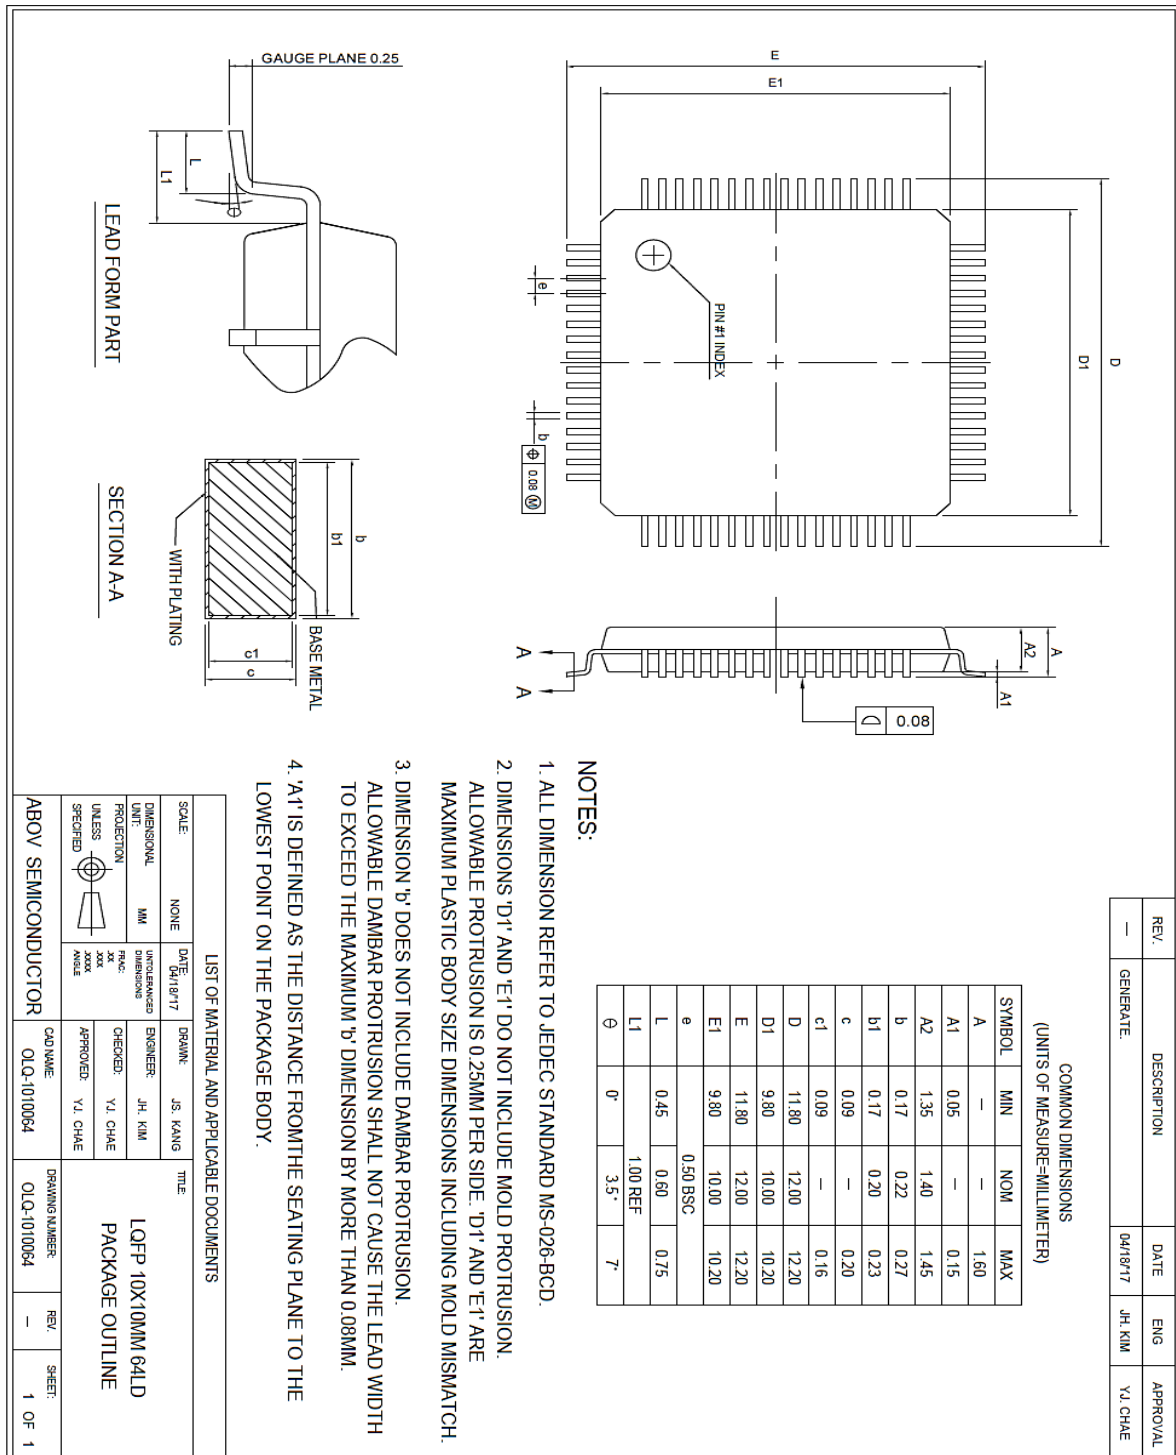 REV. DESCRIPTION DATE ENG APPROVAL
— GENERATE. 04/18/'17 JH. KIM YJ. CHAE
E
E1
D
D1
PIN #1 INDEX
e
b
0.08 M
A
A2
A1
0.08
A A
GAUGE PLANE 0.25
L
L1
LEAD FORM PART
b
b1
c1
c
BASE METAL
WITH PLATING
SECTION A-A
COMMON DIMENSIONS
(UNITS OF MEASURE=MILLIMETER)
SYMBOL MIN NOM MAX
A — — 1.60
A1 0.05 — 0.15
A2 1.35 1.40 1.45
b 0.17 0.22 0.27
b1 0.17 0.20 0.23
c 0.09 — 0.20
c1 0.09 — 0.16
D 11.80 12.00 12.20
D1 9.80 10.00 10.20
E 11.80 12.00 12.20
E1 9.80 10.00 10.20
e 0.50 BSC
L 0.45 0.60 0.75
L1 1.00 REF
θ 0° 3.5° 7°
NOTES:
1. ALL DIMENSION REFER TO JEDEC STANDARD MS-026-BCD.
2. DIMENSIONS 'D1' AND 'E1' DO NOT INCLUDE MOLD PROTRUSION.
ALLOWABLE PROTRUSION IS 0.25MM PER SIDE. 'D1' AND 'E1' ARE
MAXIMUM PLASTIC BODY SIZE DIMENSIONS INCLUDING MOLD MISMATCH.
3. DIMENSION 'b' DOES NOT INCLUDE DAMBAR PROTRUSION.
ALLOWABLE DAMBAR PROTRUSION SHALL NOT CAUSE THE LEAD WIDTH
TO EXCEED THE MAXIMUM 'b' DIMENSION BY MORE THAN 0.08MM.
4. 'A1' IS DEFINED AS THE DISTANCE FROM THE SEATING PLANE TO THE
LOWEST POINT ON THE PACKAGE BODY.
LIST OF MATERIAL AND APPLICABLE DOCUMENTS
SCALE: NONE
DATE: 04/18/'17
DRAWN: JS. KANG
TITLE:
LQFP 10X10MM 64LD
PACKAGE OUTLINE
DIMENSIONAL UNIT: MM
UNTOLERANCED DIMENSIONS
ENGINEER: JH. KIM
PROJECTION
UNLESS
SPECIFIED
FRAC:
.XX
.XXX
.XXXX
ANGLE
CHECKED: YJ. CHAE
APPROVED: YJ. CHAE
ABOV SEMICONDUCTOR
CAD NAME: OLQ-1010064
DRAWING NUMBER: OLQ-1010064
REV. —
SHEET: 1 OF 1